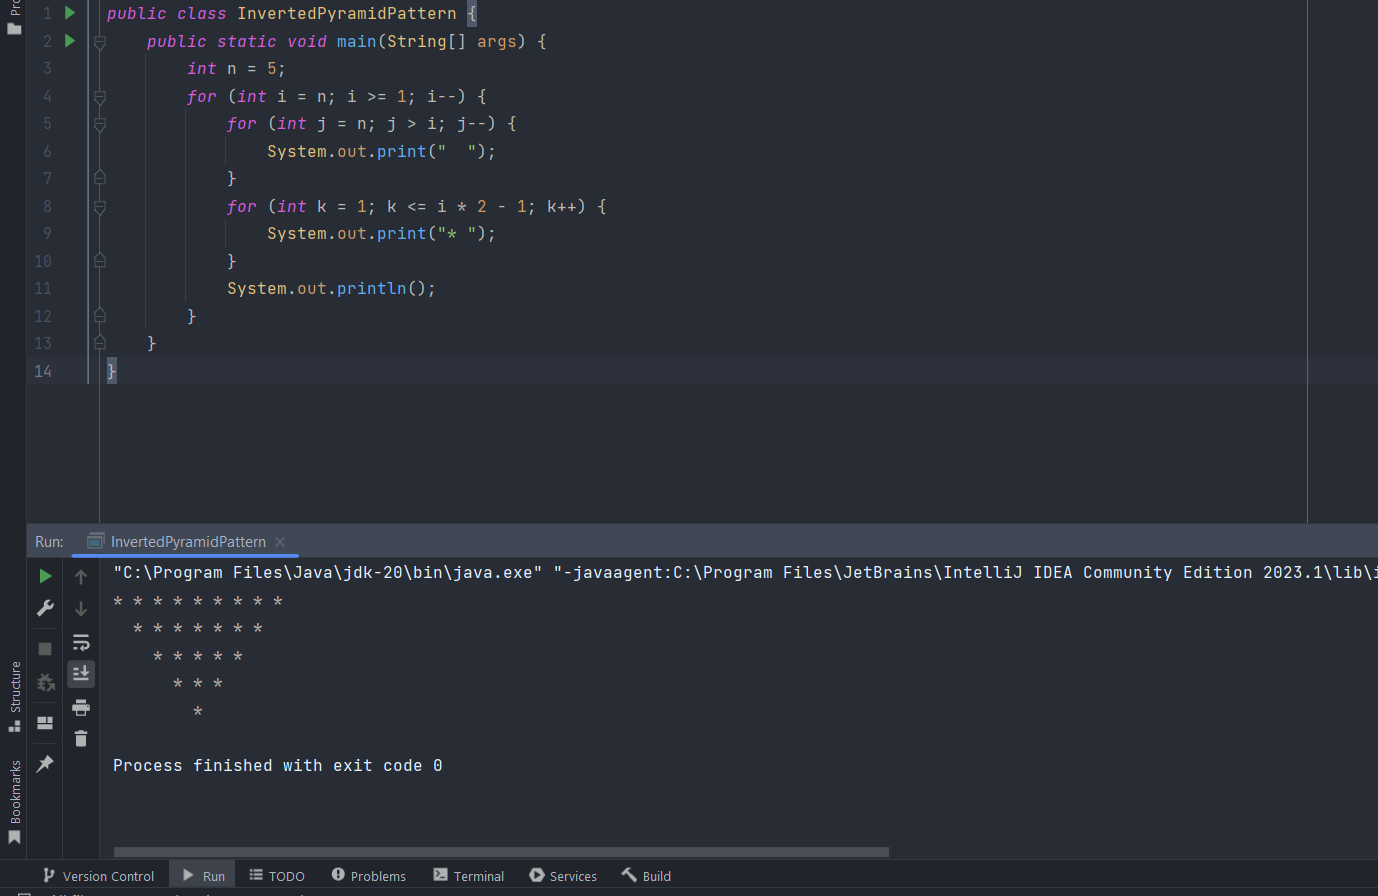 1 public class InvertedPyramidPattern {
2     public static void main(String[] args) {
3         int n = 5;
4         for (int i = n; i >= 1; i--) {
5             for (int j = n; j > i; j--) {
6                 System.out.print("  ");
7             }
8             for (int k = 1; k <= i * 2 - 1; k++) {
9                 System.out.print("* ");
10             }
11             System.out.println();
12         }
13     }
14 }
Run: InvertedPyramidPattern
"C:\Program Files\Java\jdk-20\bin\java.exe" "-javaagent:C:\Program Files\JetBrains\IntelliJ IDEA Community Edition 2023.1\lib\i
* * * * * * * * *
  * * * * * * *
    * * * * *
      * * *
        *
Process finished with exit code 0
Structure
Bookmarks
Version Control Run TODO Problems Terminal Services Build